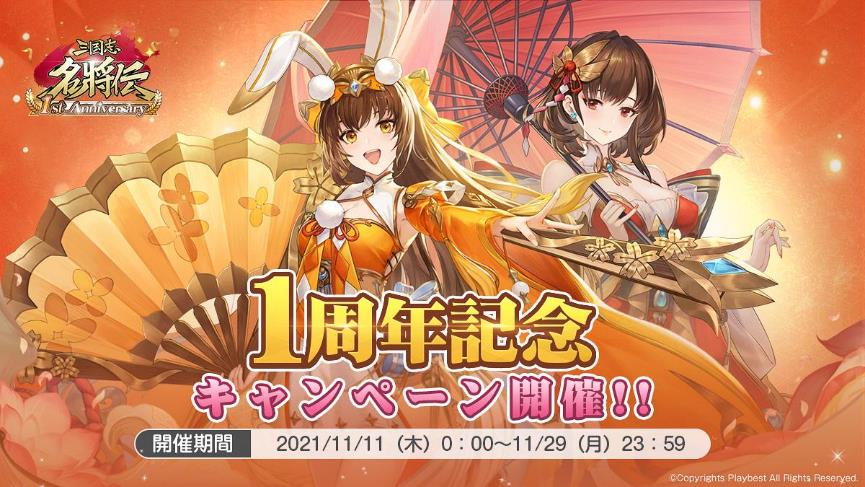 三国志
名將伝
1st Anniversary
1周年記念
キャンペーン開催!!
開催期間 2021/11/11（木）0：00～11/29（月）23：59
©Copyrights Playbest All Rights Reserved.